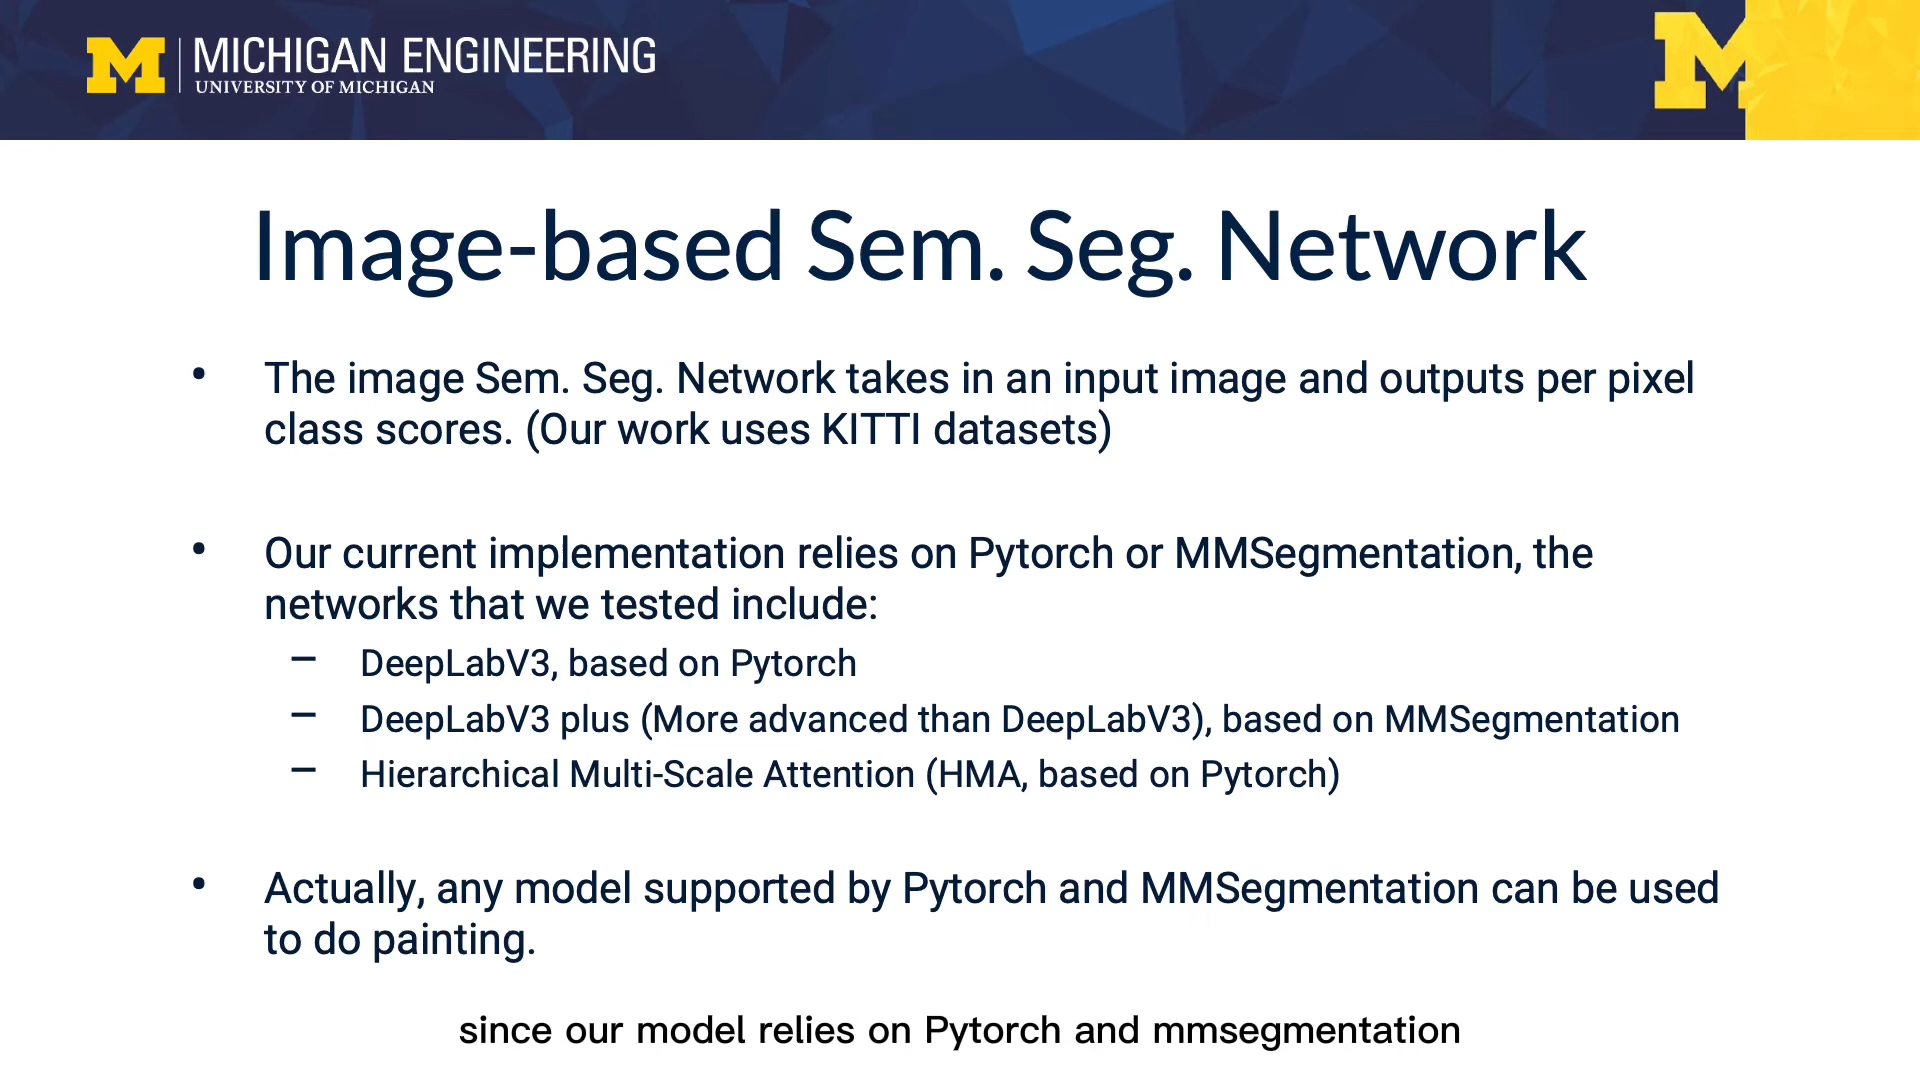 MICHIGAN ENGINEERING
UNIVERSITY OF MICHIGAN
Image-based Sem. Seg. Network
• The image Sem. Seg. Network takes in an input image and outputs per pixel
class scores. (Our work uses KITTI datasets)
• Our current implementation relies on Pytorch or MMSegmentation, the
networks that we tested include:
– DeepLabV3, based on Pytorch
– DeepLabV3 plus (More advanced than DeepLabV3), based on MMSegmentation
– Hierarchical Multi-Scale Attention (HMA, based on Pytorch)
• Actually, any model supported by Pytorch and MMSegmentation can be used
to do painting.
since our model relies on Pytorch and mmsegmentation